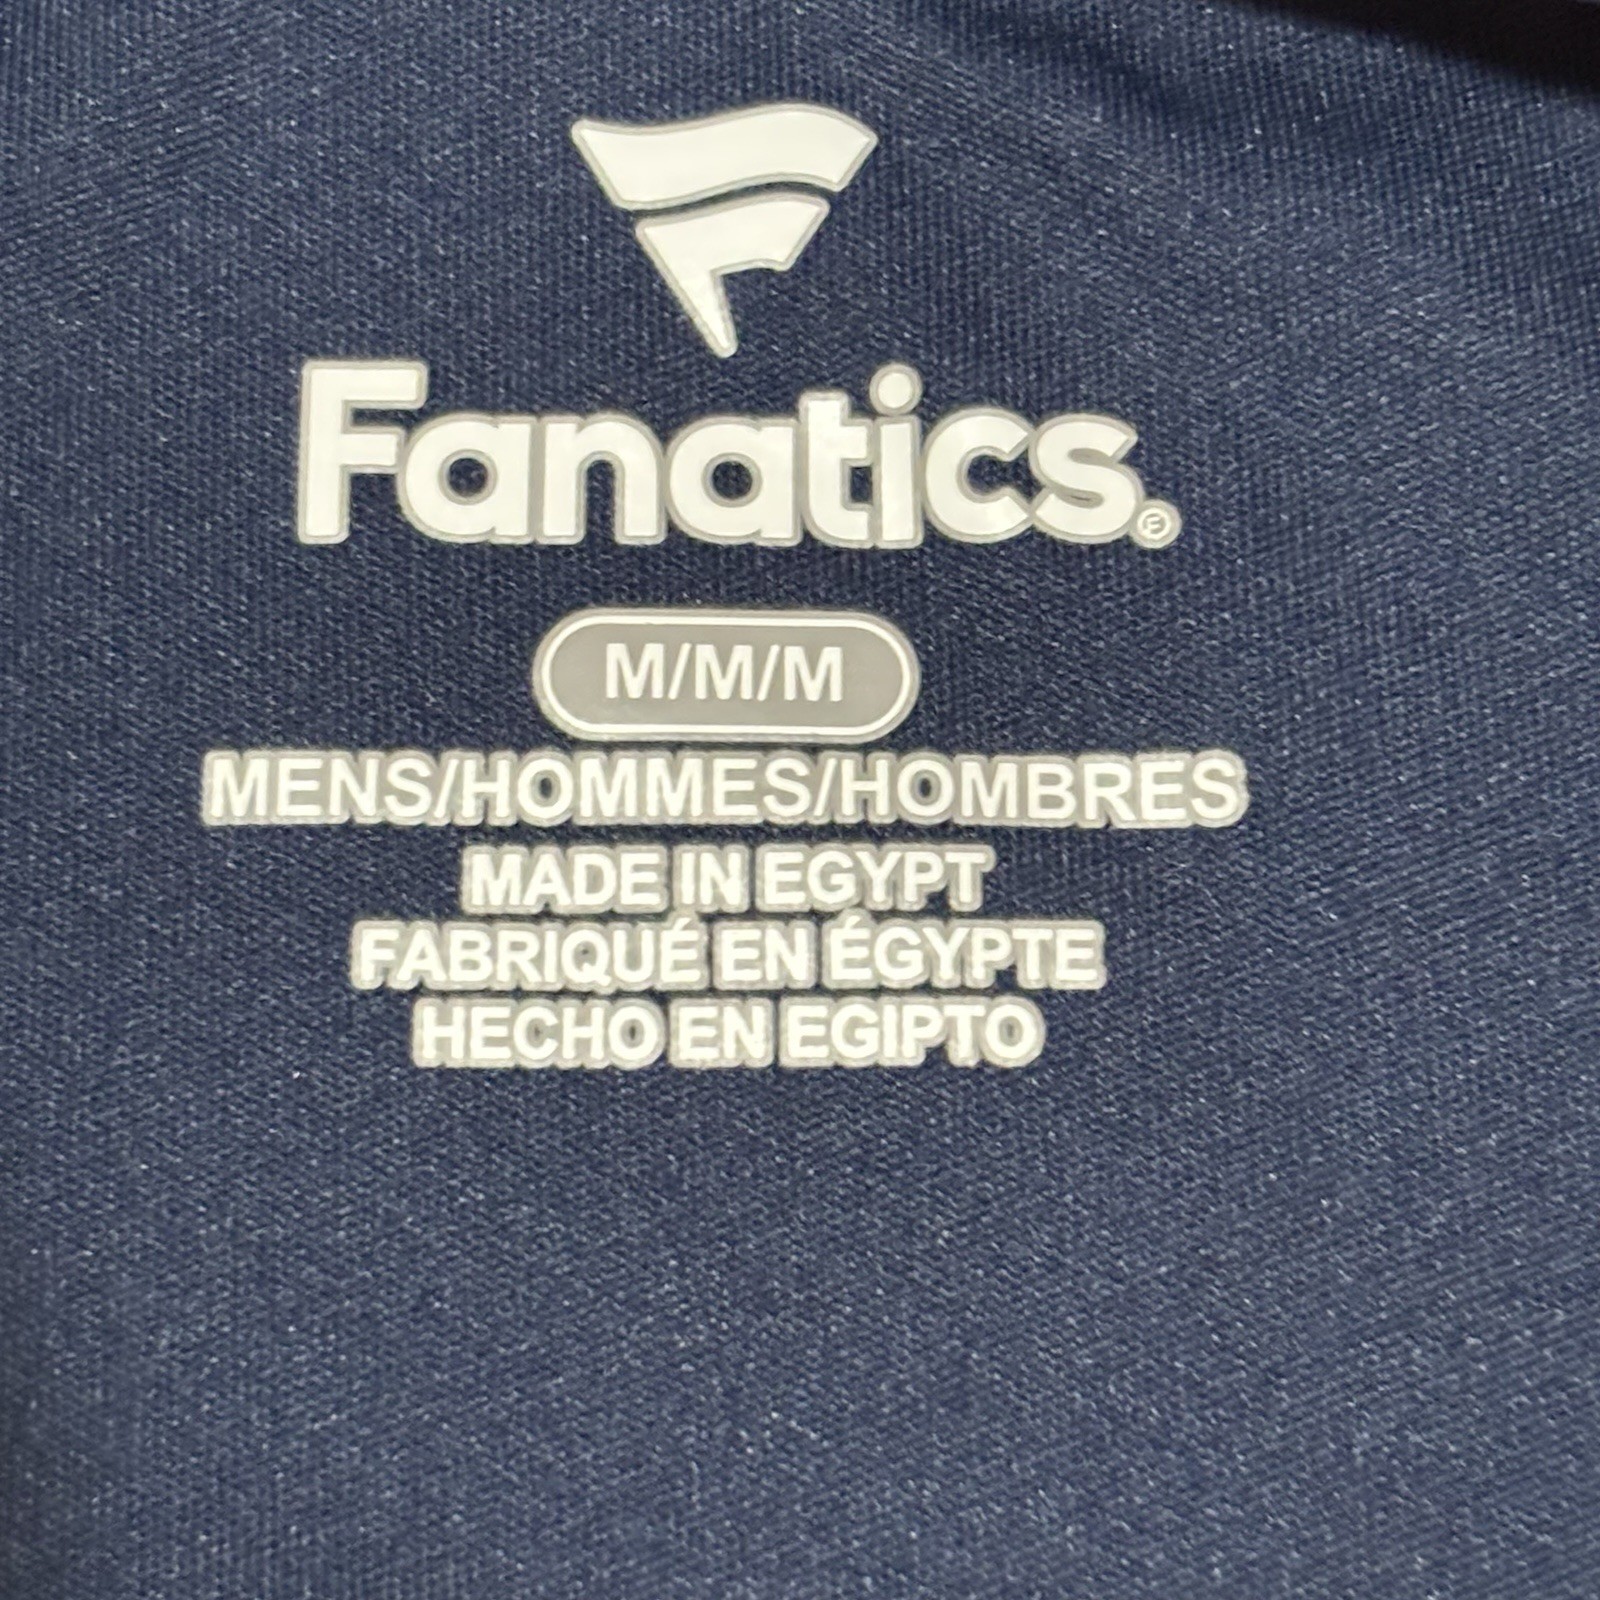 Fanatics.
M/M/M
MENS/HOMMES/HOMBRES
MADE IN EGYPT
FABRIQUÉ EN ÉGYPTE
HECHO EN EGIPTO